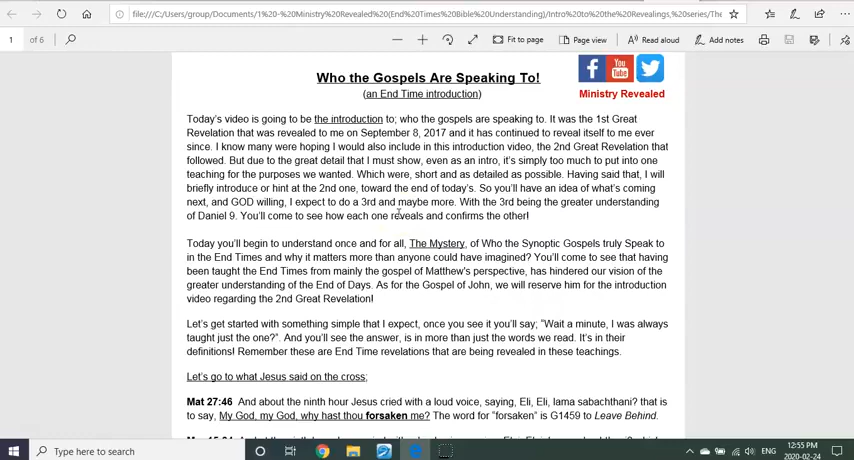 file:///C:/Users/group/Documents/1%20-%20Ministry%20Revealed%20(End%20Times%20Bible%20Understanding)/Intro%20to%20the%20Revealings,%20series/The
1 of 6
Fit to page
Page view
Read aloud
Add notes
Who the Gospels Are Speaking To!
(an End Time introduction)
You Tube
Ministry Revealed
Today's video is going to be the introduction to; who the gospels are speaking to. It was the 1st Great
Revelation that was revealed to me on September 8, 2017 and it has continued to reveal itself to me ever
since. I know many were hoping I would also include in this introduction video, the 2nd Great Revelation that
followed. But due to the great detail that I must show, even as an intro, it's simply too much to put into one
teaching for the purposes we wanted. Which were, short and as detailed as possible. Having said that, I will
briefly introduce or hint at the 2nd one, toward the end of today's. So you'll have an idea of what's coming
next, and GOD willing, I expect to do a 3rd and maybe more. With the 3rd being the greater understanding
of Daniel 9. You'll come to see how each one reveals and confirms the other!
Today you'll begin to understand once and for all, The Mystery, of Who the Synoptic Gospels truly Speak to
in the End Times and why it matters more than anyone could have imagined? You'll come to see that having
been taught the End Times from mainly the gospel of Matthew's perspective, has hindered our vision of the
greater understanding of the End of Days. As for the Gospel of John, we will reserve him for the introduction
video regarding the 2nd Great Revelation!
Let's get started with something simple that I expect, once you see it you'll say; "Wait a minute, I was always
taught just the one?". And you'll see the answer, is in more than just the words we read. It's in their
definitions! Remember these are End Time revelations that are being revealed in these teachings.
Let's go to what Jesus said on the cross;
Mat 27:46 And about the ninth hour Jesus cried with a loud voice, saying, Eli, Eli, lama sabachthani? that is
to say, My God, my God, why hast thou forsaken me? The word for "forsaken" is G1459 to Leave Behind.
Type here to search
ENG
12:55 PM
2020-02-24